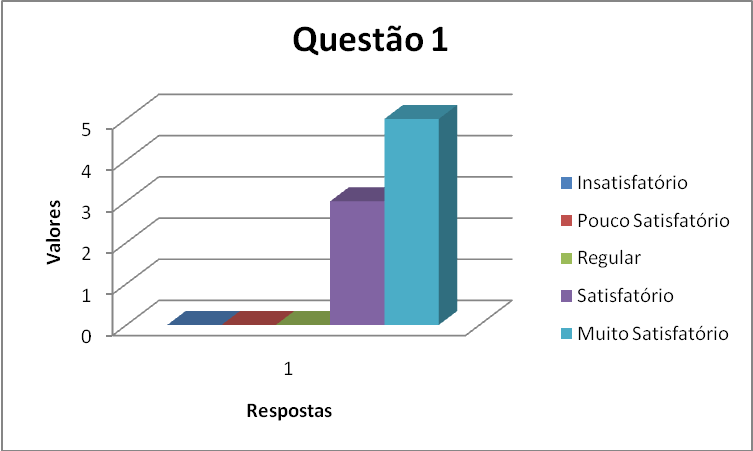 Questão 1
Valores
5
4
3
2
1
0
1
Respostas
Insatisfatório
Pouco Satisfatório
Regular
Satisfatório
Muito Satisfatório